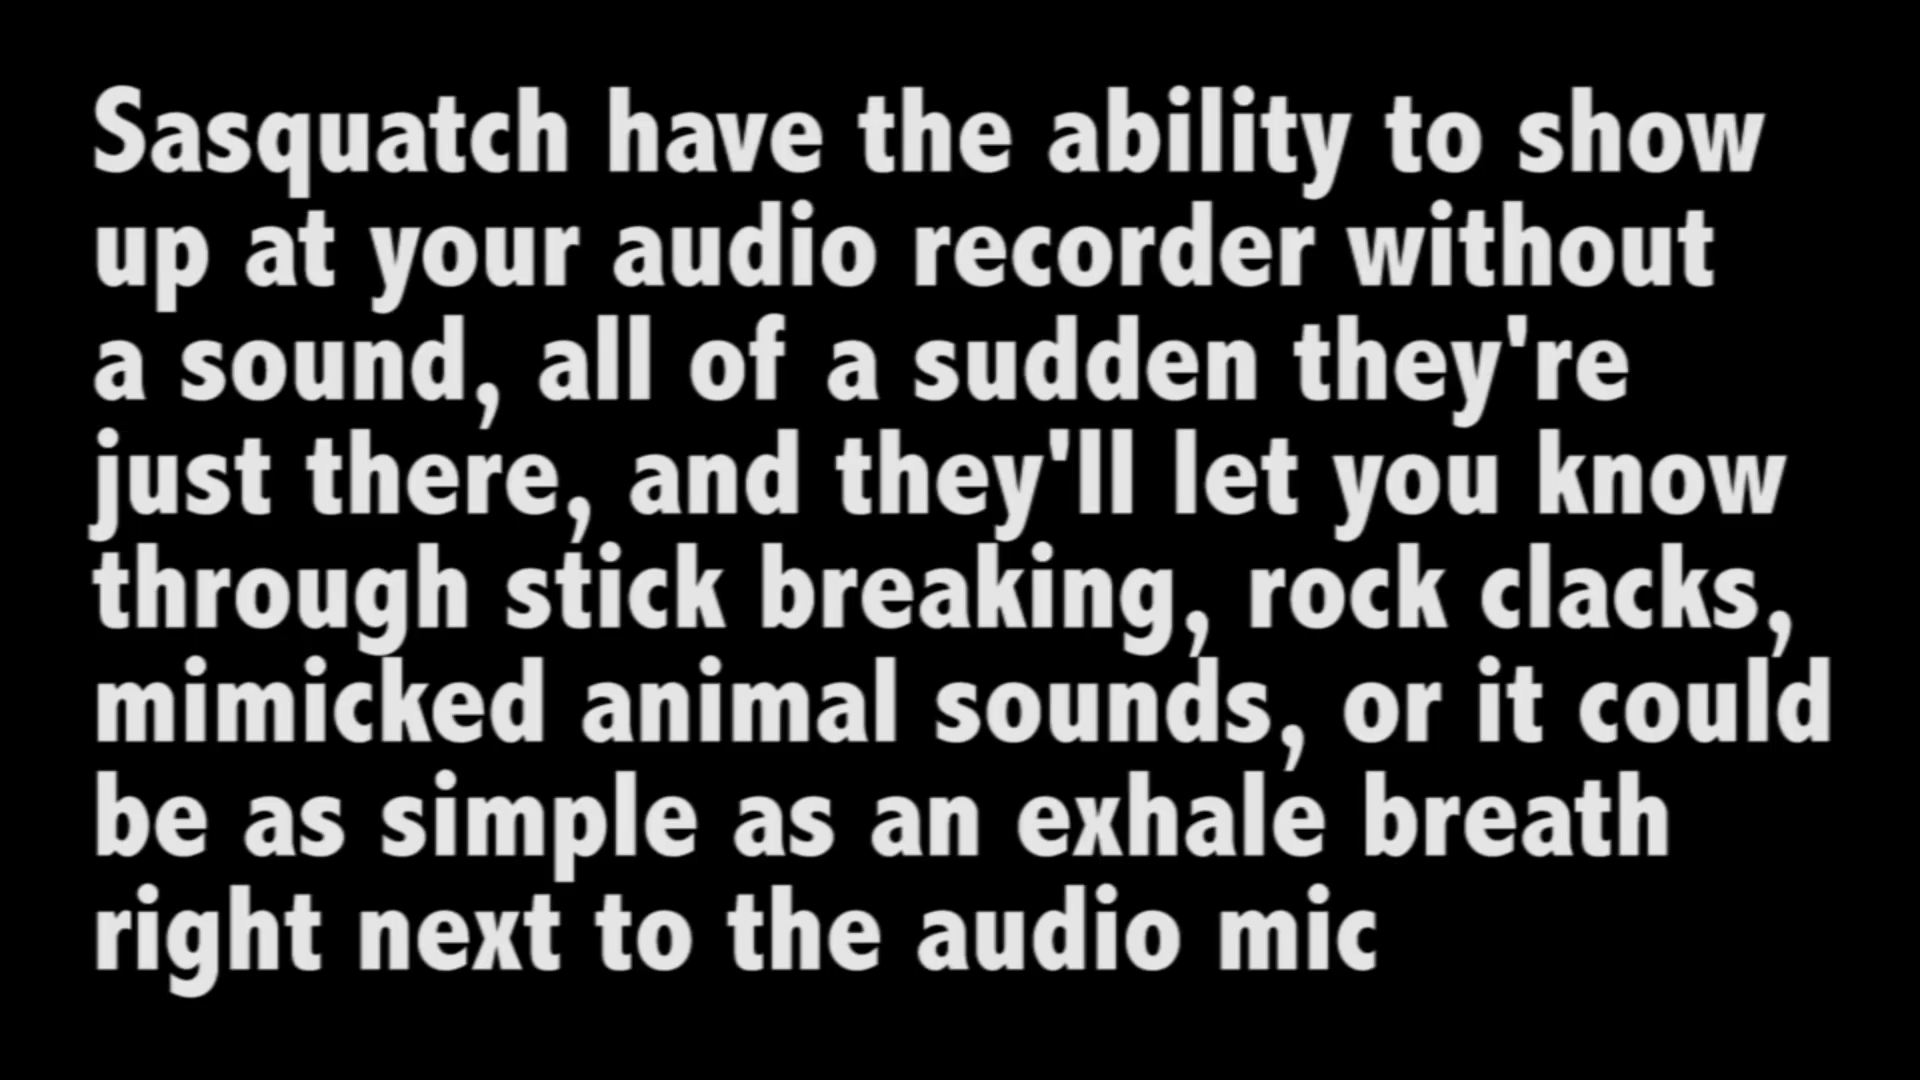 Sasquatch have the ability to show
up at your audio recorder without
a sound, all of a sudden they're
just there, and they'll let you know
through stick breaking, rock clacks,
mimicked animal sounds, or it could
be as simple as an exhale breath
right next to the audio mic